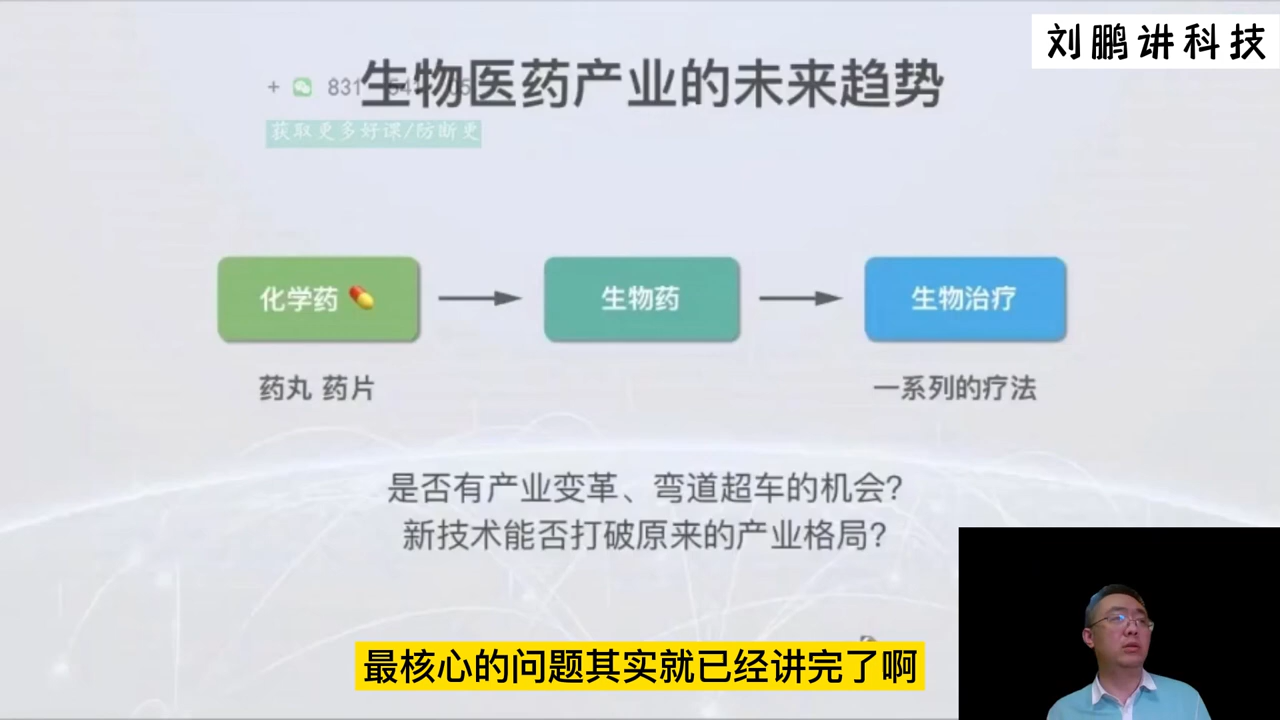 刘鹏讲科技
生物医药产业的未来趋势
获取更多好课/防断更
化学药
生物药
生物治疗
药丸 药片
一系列的疗法
是否有产业变革、弯道超车的机会?
新技术能否打破原来的产业格局?
最核心的问题其实就已经讲完了啊